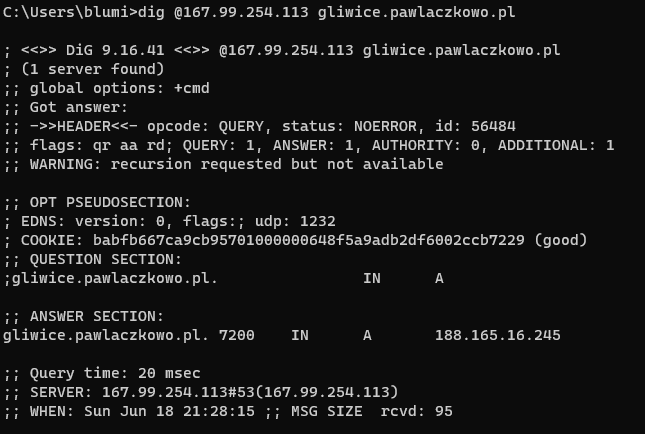 C:\Users\blumi>dig @167.99.254.113 gliwice.pawlaczkowo.pl
; <<>> DiG 9.16.41 <<>> @167.99.254.113 gliwice.pawlaczkowo.pl
; (1 server found)
;; global options: +cmd
;; Got answer:
;; ->>HEADER<<- opcode: QUERY, status: NOERROR, id: 56484
;; flags: qr aa rd; QUERY: 1, ANSWER: 1, AUTHORITY: 0, ADDITIONAL: 1
;; WARNING: recursion requested but not available
;; OPT PSEUDOSECTION:
; EDNS: version: 0, flags:; udp: 1232
; COOKIE: babfb667ca9cb95701000000648f5a9adb2df6002ccb7229 (good)
;; QUESTION SECTION:
;gliwice.pawlaczkowo.pl. IN A
;; ANSWER SECTION:
gliwice.pawlaczkowo.pl. 7200 IN A 188.165.16.245
;; Query time: 20 msec
;; SERVER: 167.99.254.113#53(167.99.254.113)
;; WHEN: Sun Jun 18 21:28:15 ;; MSG SIZE rcvd: 95